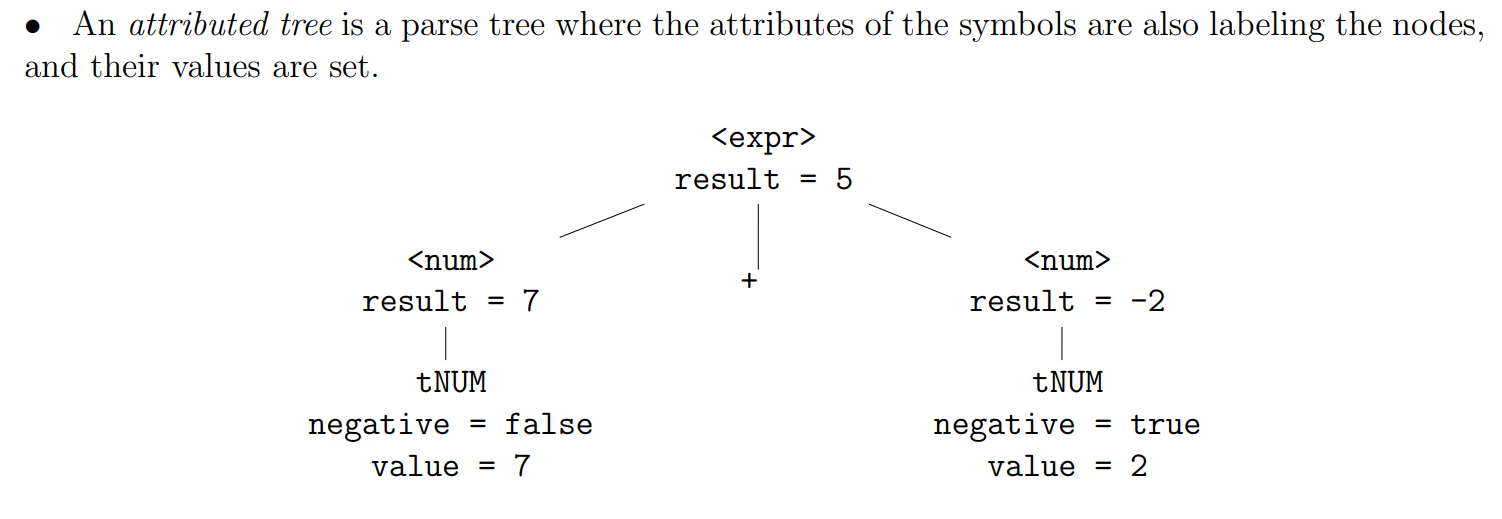 • An attributed tree is a parse tree where the attributes of the symbols are also labeling the nodes,
and their values are set.
<expr>
result = 5
<num> <num>
+
result = 7 result = -2
tNUM tNUM
negative = false negative = true
value = 7 value = 2